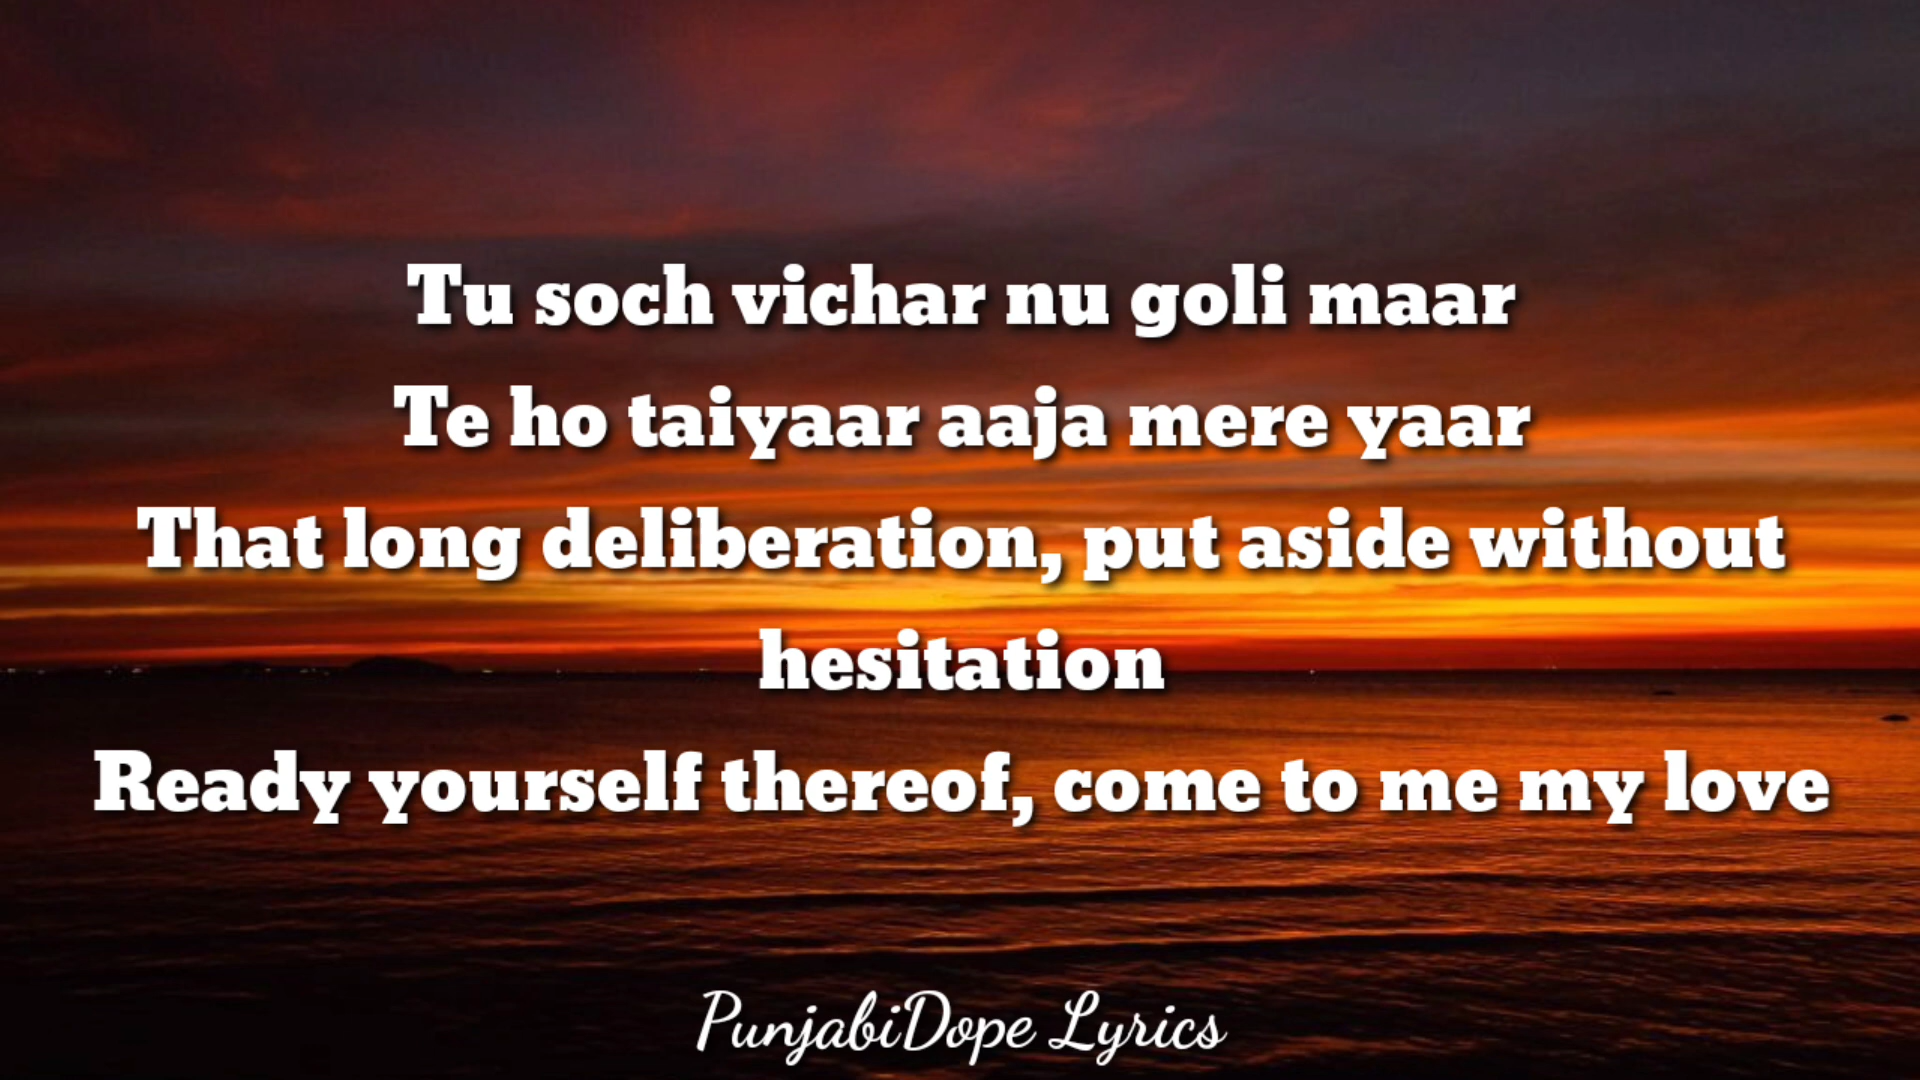 Tu soch vichar nu goli maar
Te ho taiyaar aaja mere yaar
That long deliberation, put aside without
hesitation
Ready yourself thereof, come to me my love
PunjabiDope Lyrics